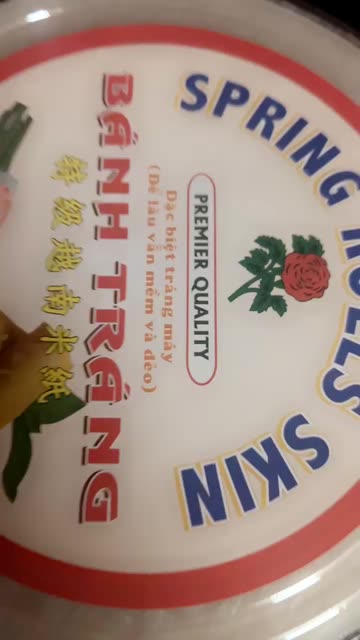 SPRING ROLLS SKIN
PREMIER QUALITY
Đặc biệt tráng máy
(Để lâu vẫn mềm và dẻo)
BÁNH TRÁNG
特級越南米紙